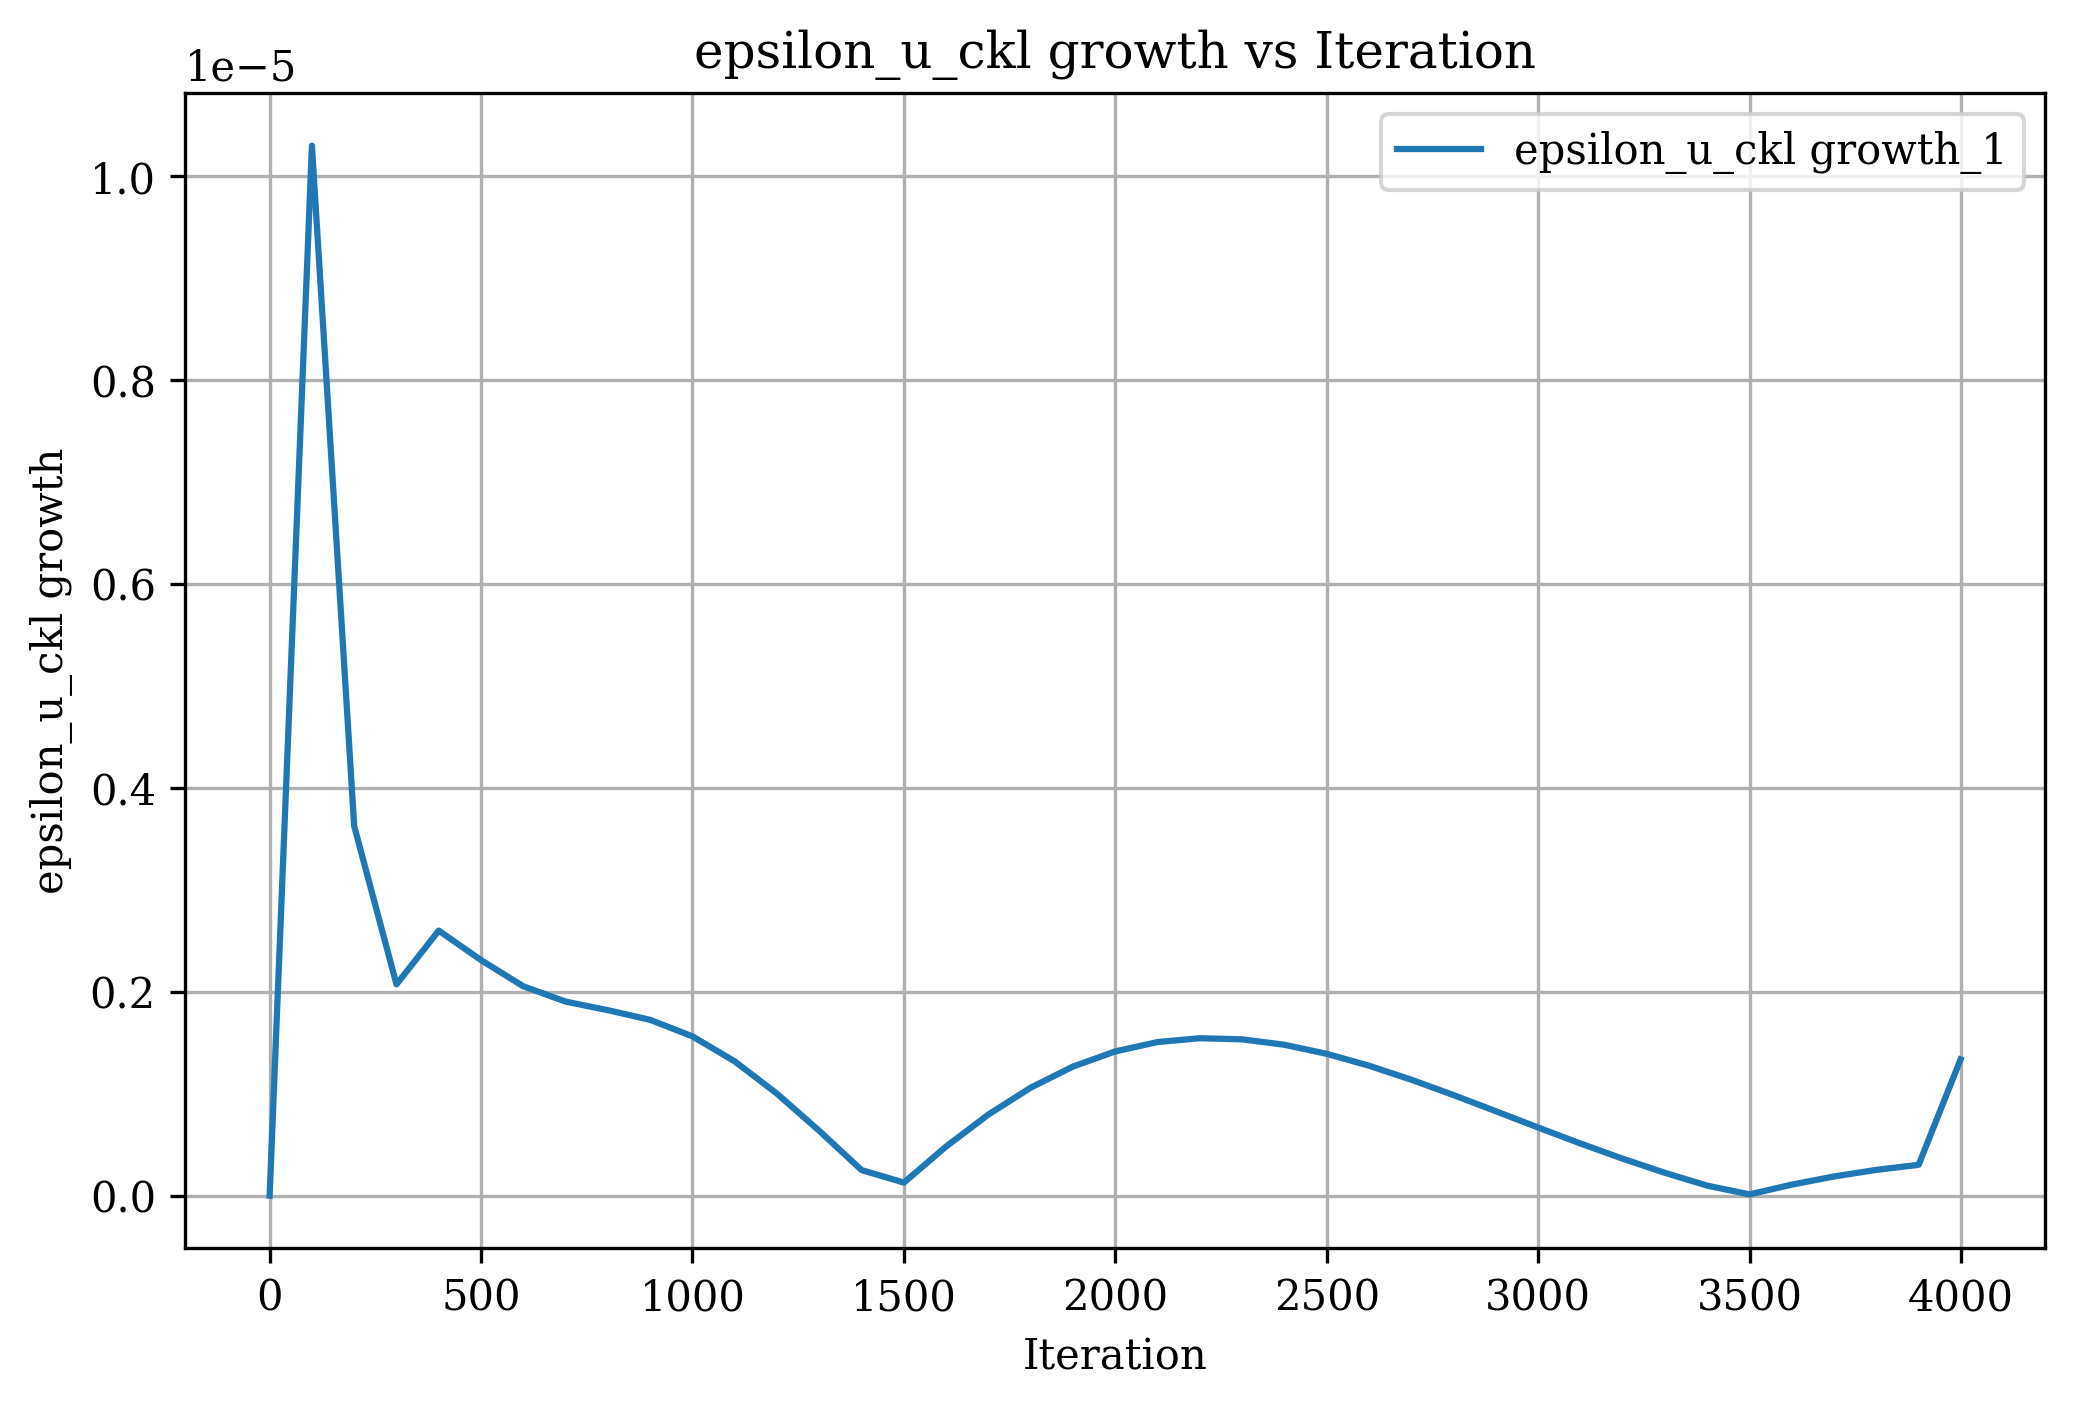 epsilon_u_ckl growth vs Iteration
1e−5
epsilon_u_ckl growth_1
1.0
0.8
0.6
0.4
0.2
0.0
epsilon_u_ckl growth
0 500 1000 1500 2000 2500 3000 3500 4000
Iteration